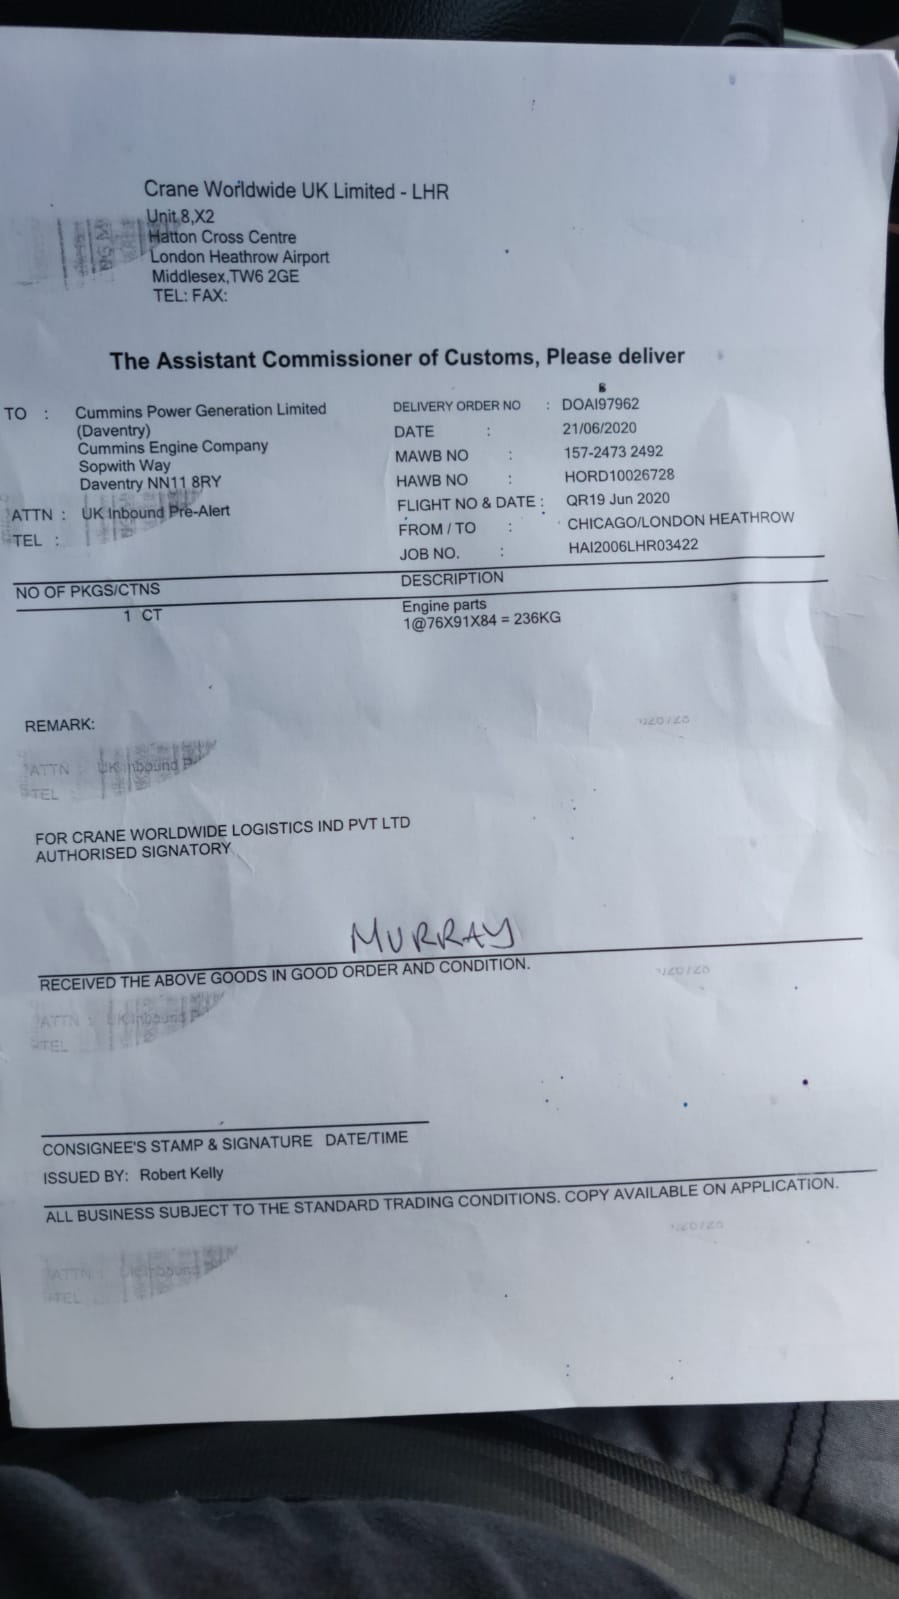 Crane Worldwide UK Limited - LHR
Unit 8,X2
Hatton Cross Centre
London Heathrow Airport
Middlesex,TW6 2GE
TEL: FAX:
The Assistant Commissioner of Customs, Please deliver
TO : Cummins Power Generation Limited
(Daventry)
Cummins Engine Company
Sopwith Way
Daventry NN11 8RY
ATTN : UK Inbound Pre-Alert
TEL :
DELIVERY ORDER NO : DOAI97962
DATE : 21/06/2020
MAWB NO : 157-2473 2492
HAWB NO : HORD10026728
FLIGHT NO & DATE : QR19 Jun 2020
FROM / TO : CHICAGO/LONDON HEATHROW
JOB NO. : HAI2006LHR03422
NO OF PKGS/CTNS DESCRIPTION
1 CT Engine parts
1@76X91X84 = 236KG
REMARK:
ATTN UK Inbound
TEL
FOR CRANE WORLDWIDE LOGISTICS IND PVT LTD
AUTHORISED SIGNATORY
MURRAY
RECEIVED THE ABOVE GOODS IN GOOD ORDER AND CONDITION.
ATTN : UK Inbound
TEL
CONSIGNEE'S STAMP & SIGNATURE DATE/TIME
ISSUED BY: Robert Kelly
ALL BUSINESS SUBJECT TO THE STANDARD TRADING CONDITIONS. COPY AVAILABLE ON APPLICATION.
ATTN : UK Inbound
TEL